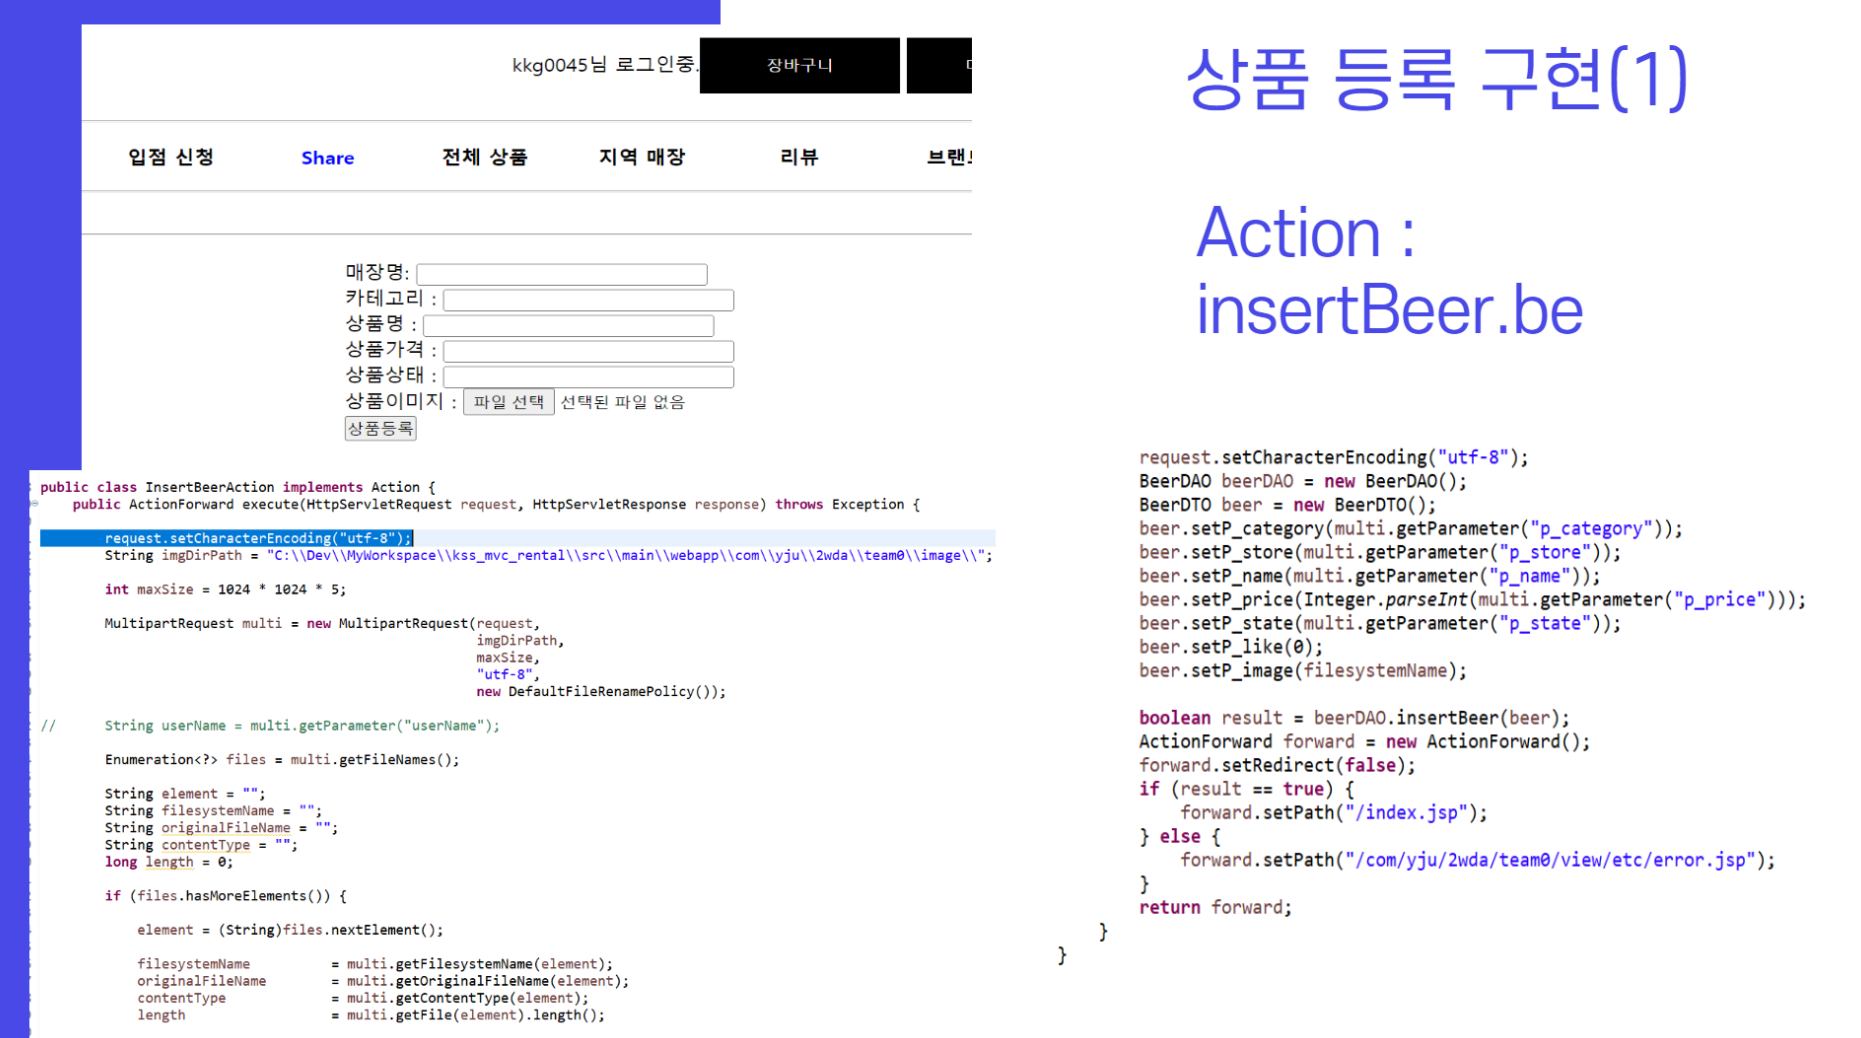 kkg0045님 로그인중.
장바구니
입점 신청
Share
전체 상품
지역 매장
리뷰
매장명:
카테고리 :
상품명 :
상품가격 :
상품상태 :
상품이미지 : 파일 선택 선택된 파일 없음
상품등록
public class InsertBeerAction implements Action {
public ActionForward execute(HttpServletRequest request, HttpServletResponse response) throws Exception {
request.setCharacterEncoding("utf-8");
String imgDirPath = "C:\\Dev\\MyWorkspace\\kss_mvc_rental\\src\\main\\webapp\\com\\yju\\2wda\\team0\\image\\";
int maxSize = 1024 * 1024 * 5;
MultipartRequest multi = new MultipartRequest(request,
imgDirPath,
maxSize,
"utf-8",
new DefaultFileRenamePolicy());
// String userName = multi.getParameter("userName");
Enumeration<?> files = multi.getFileNames();
String element = "";
String filesystemName = "";
String originalFileName = "";
String contentType = "";
long length = 0;
if (files.hasMoreElements()) {
element = (String)files.nextElement();
filesystemName = multi.getFilesystemName(element);
originalFileName = multi.getOriginalFileName(element);
contentType = multi.getContentType(element);
length = multi.getFile(element).length();
상품 등록 구현(1)
Action :
insertBeer.be
request.setCharacterEncoding("utf-8");
BeerDAO beerDAO = new BeerDAO();
BeerDTO beer = new BeerDTO();
beer.setP_category(multi.getParameter("p_category"));
beer.setP_store(multi.getParameter("p_store"));
beer.setP_name(multi.getParameter("p_name"));
beer.setP_price(Integer.parseInt(multi.getParameter("p_price")));
beer.setP_state(multi.getParameter("p_state"));
beer.setP_like(0);
beer.setP_image(filesystemName);
boolean result = beerDAO.insertBeer(beer);
ActionForward forward = new ActionForward();
forward.setRedirect(false);
if (result == true) {
forward.setPath("/index.jsp");
} else {
forward.setPath("/com/yju/2wda/team0/view/etc/error.jsp");
}
return forward;
}
}